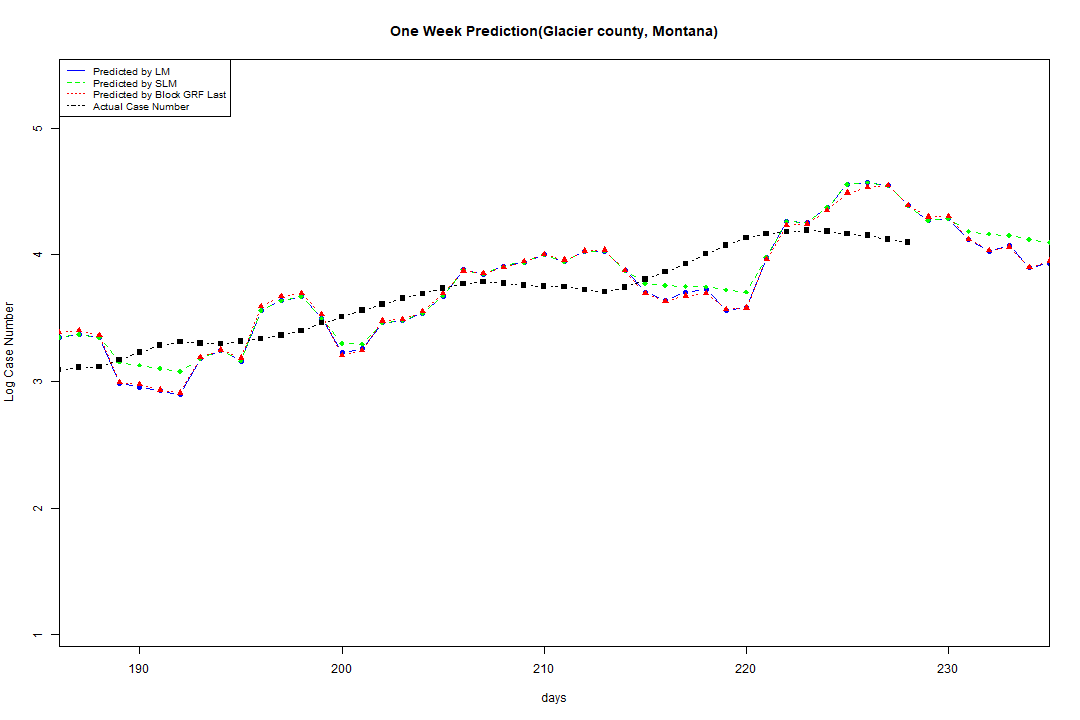 One Week Prediction(Glacier county, Montana)
Predicted by LM
Predicted by SLM
Predicted by Block GRF Last
Actual Case Number
5
4
3
2
1
Log Case Number
190 200 210 220 230
days